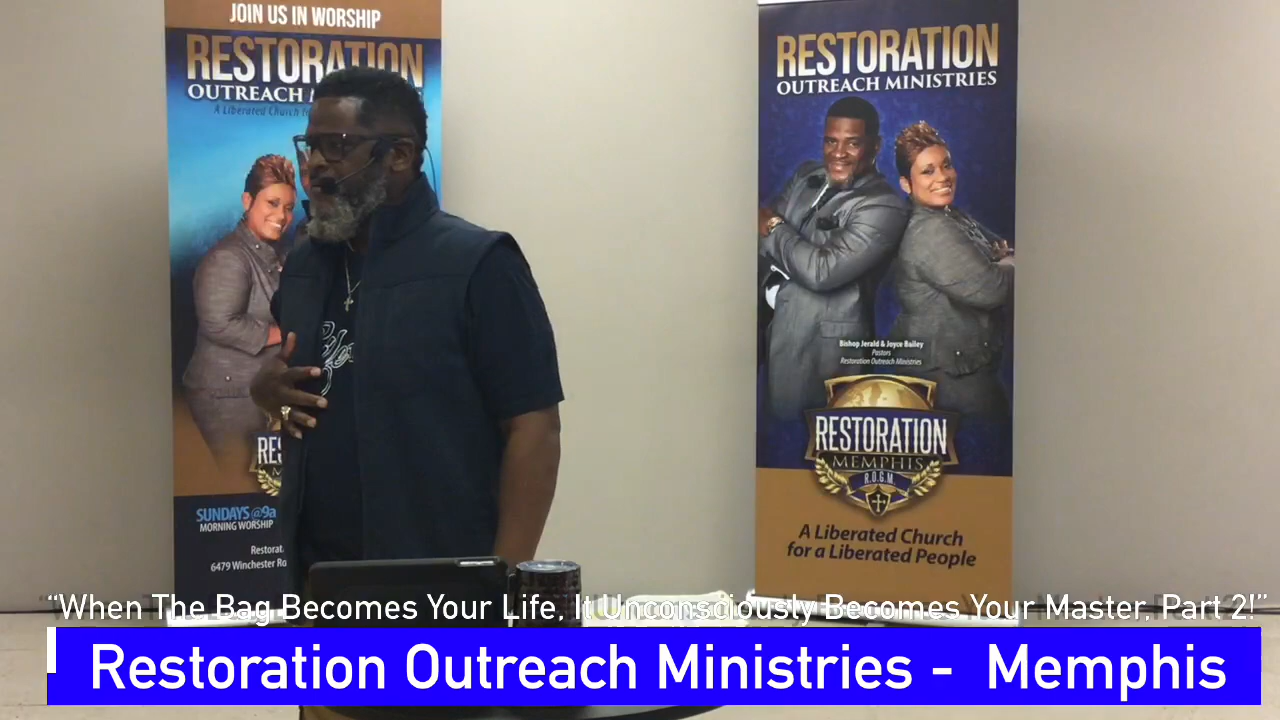 JOIN US IN WORSHIP
RESTORATION
OUTREACH
A Liberated Church
SUNDAYS @9a
MORNING WORSHIP
6479 Winchester
RESTORATION
OUTREACH MINISTRIES
Bishop Jerald & Joyce Bailey
Pastors
Restoration Outreach Ministries
RESTORATION
MEMPHIS
R.O.G.M.
A Liberated Church
for a Liberated People
“When The Bag Becomes Your Life, It Unconsciously Becomes Your Master, Part 2!”
Restoration Outreach Ministries - Memphis